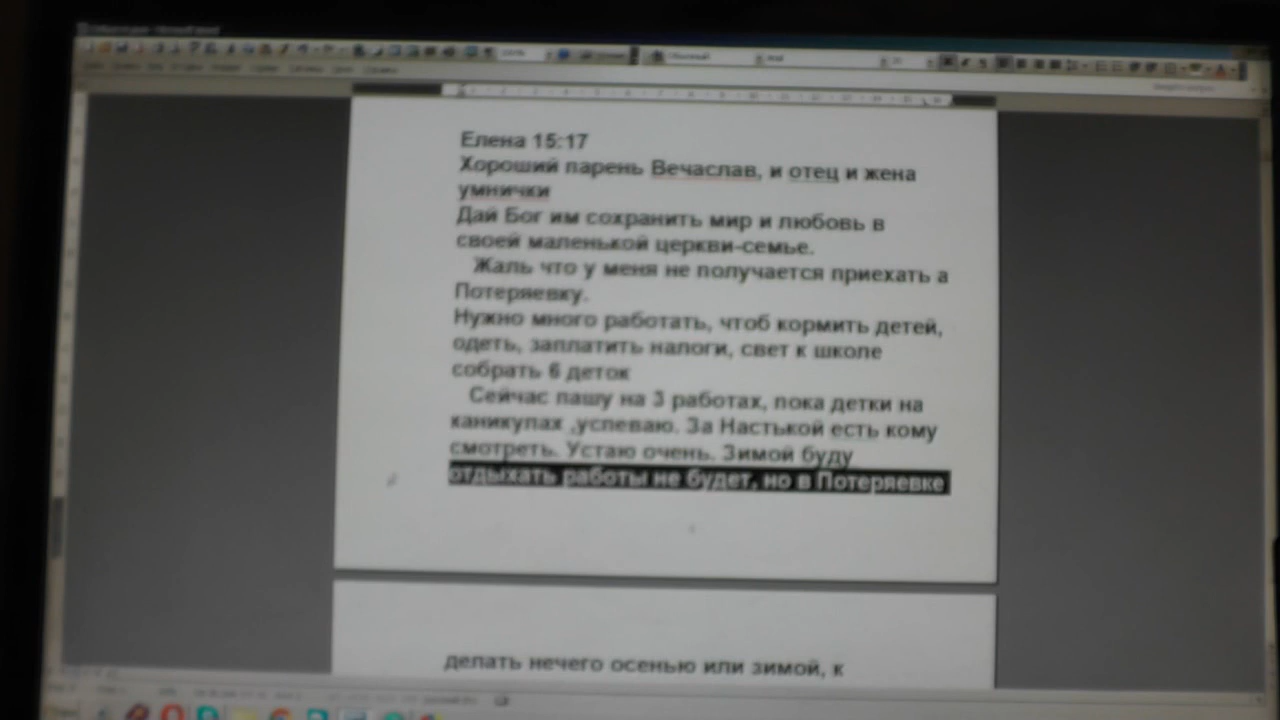 Елена 15:17
Хороший парень Вечаслав, и отец и жена
умнички
Дай Бог им сохранить мир и любовь в
своей маленькой церкви-семье.
Жаль что у меня не получается приехать а
Потеряевку.
Нужно много работать, чтоб кормить детей,
одеть, заплатить налоги, свет к школе
собрать 6 деток
Сейчас пашу на 3 работах, пока детки на
каникулах ,успеваю. За Настькой есть кому
смотреть. Устаю очень. Зимой буду
отдыхать работы не будет, но в Потеряевке
делать нечего осенью или зимой, к